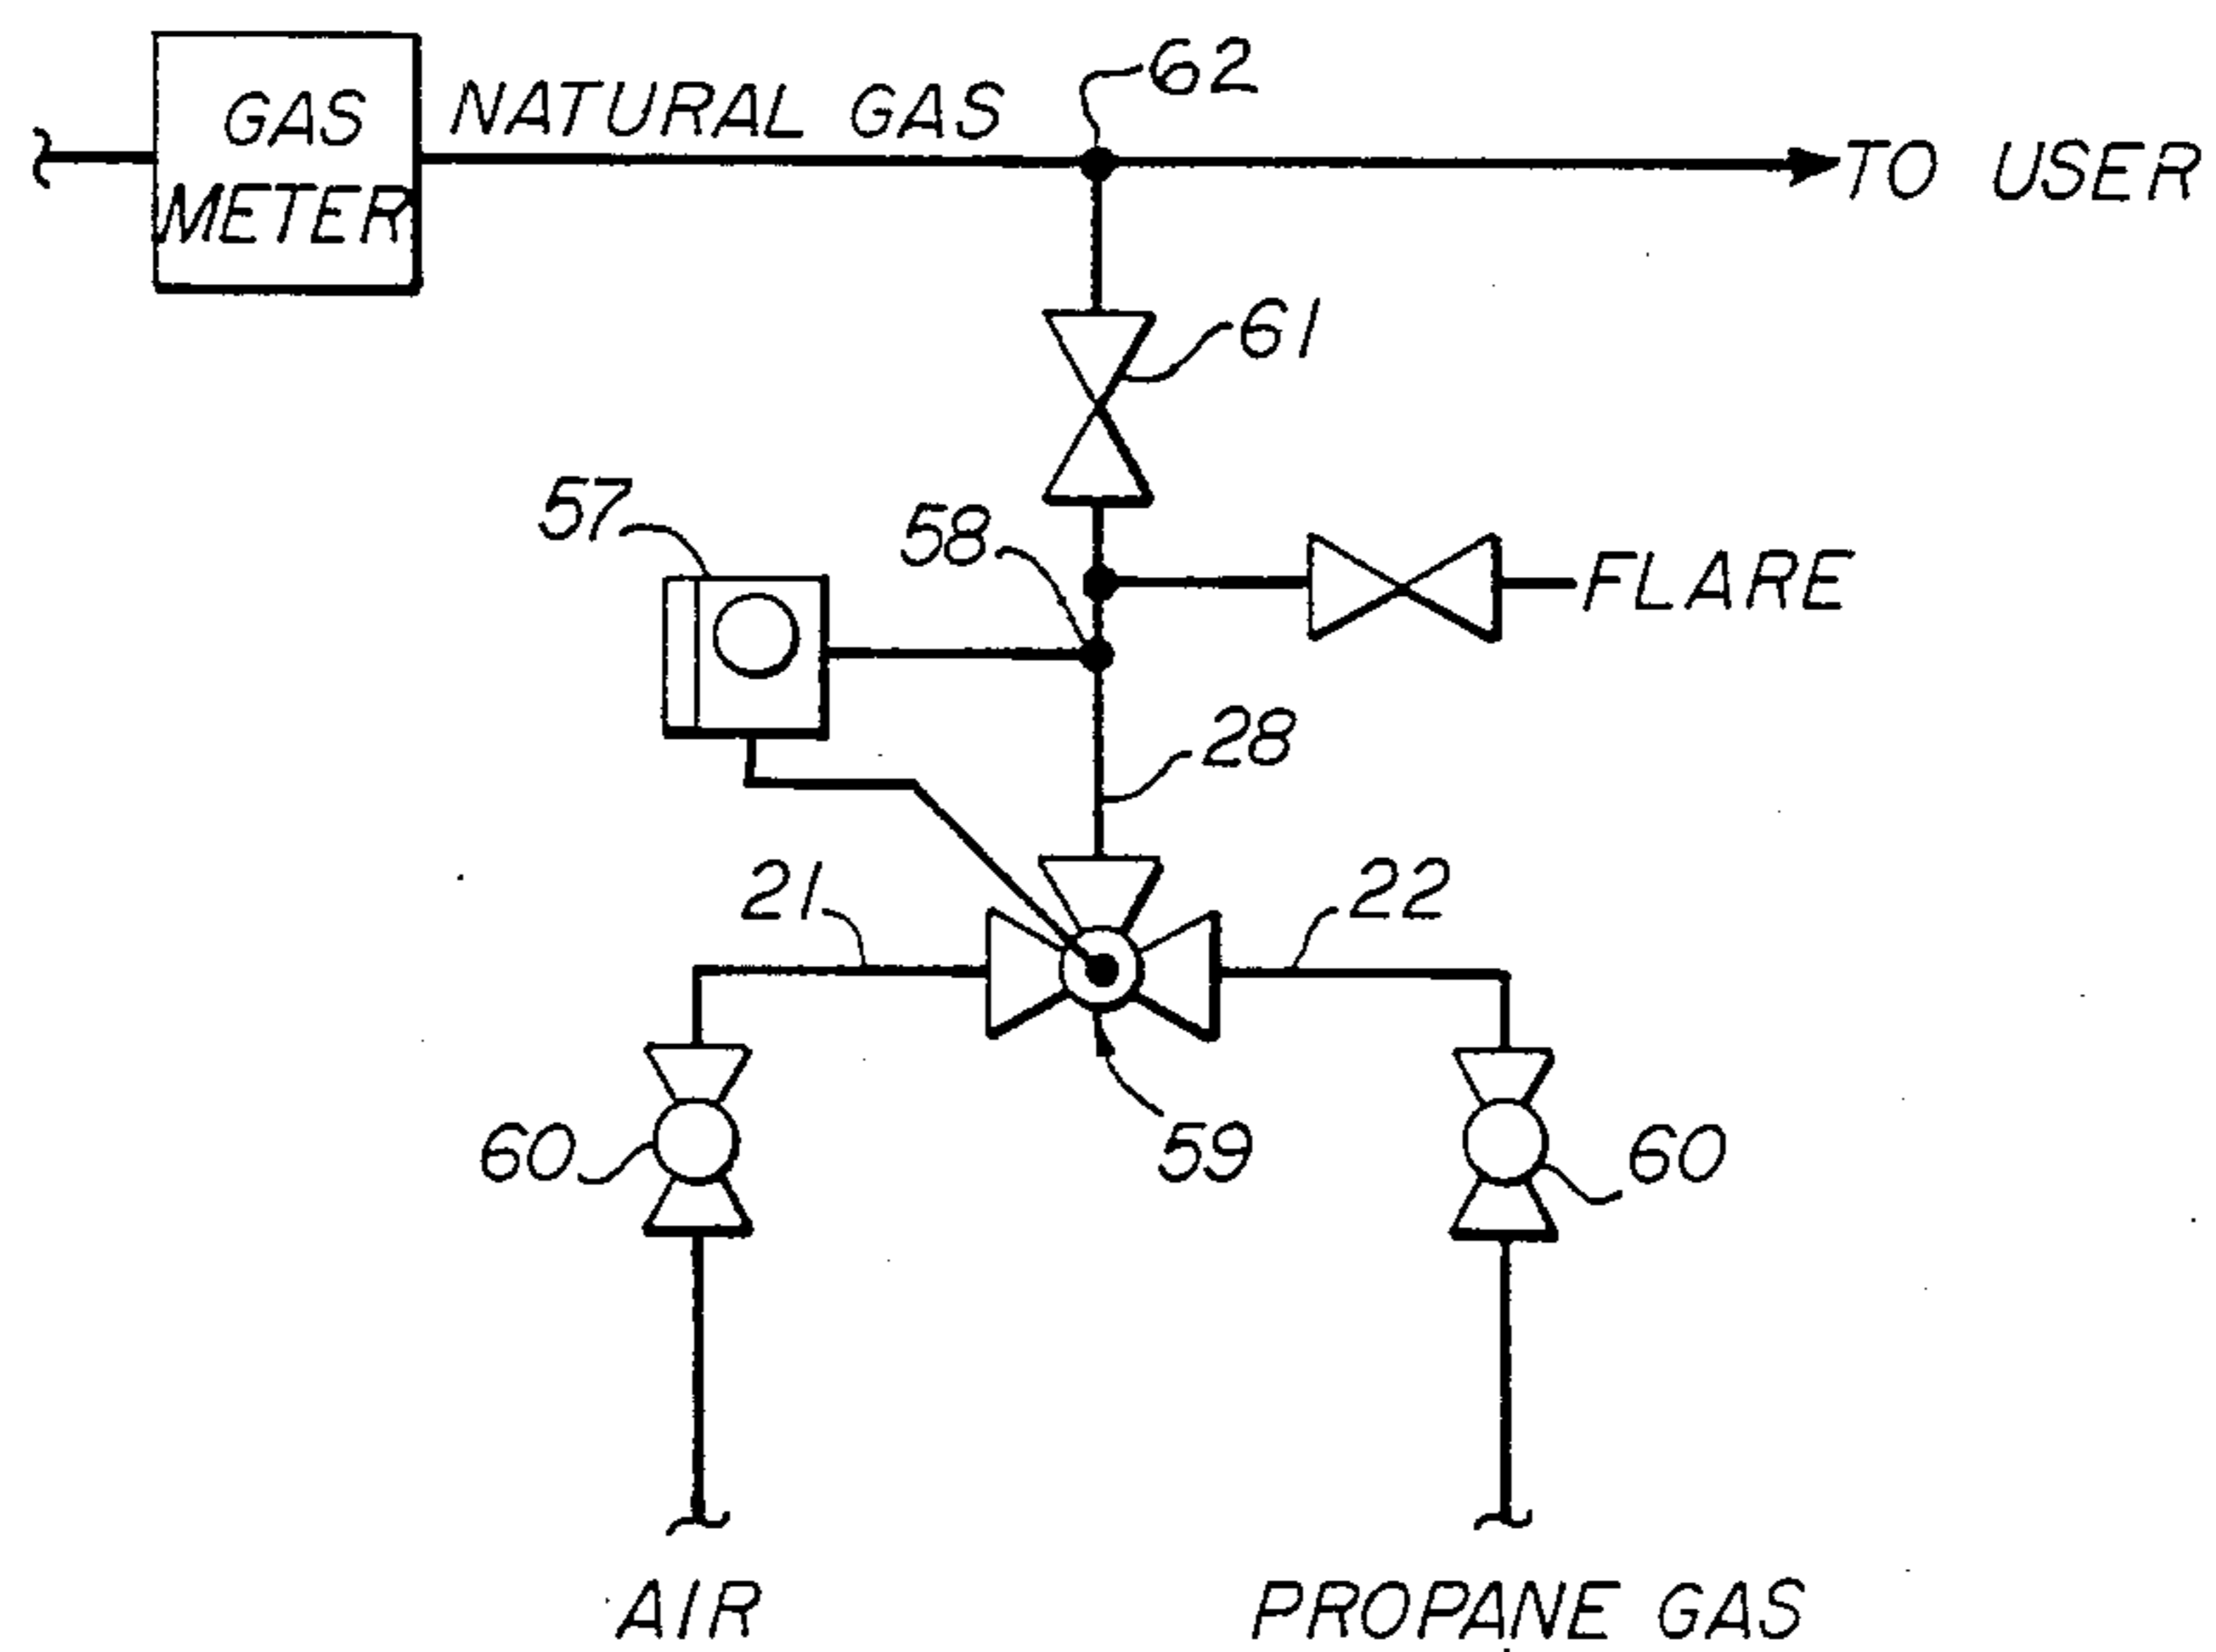 62
GAS
METER
NATURAL GAS
TO USER
61
57
58
FLARE
28
21
22
60
59
60
AIR
PROPANE GAS